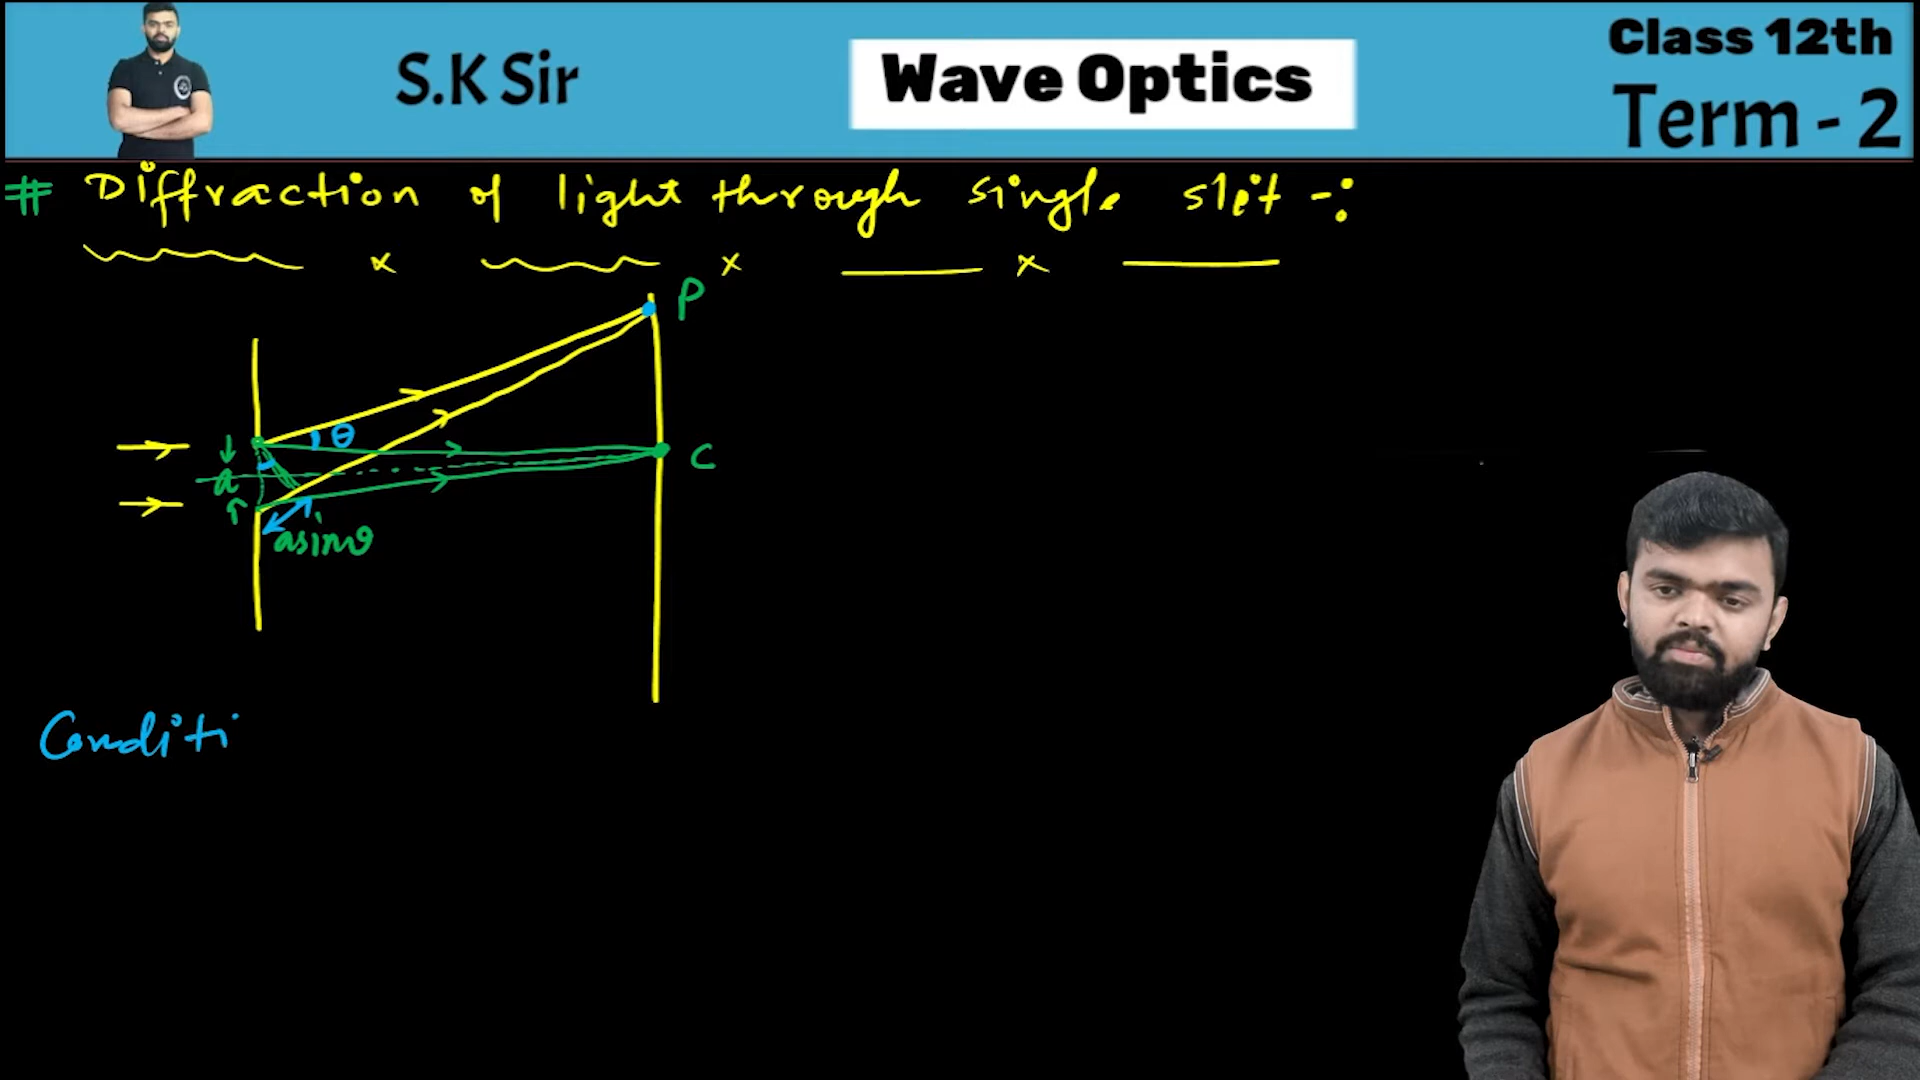 S.K Sir
Wave Optics
Class 12th
Term - 2
# Diffraction of light through single slit -:
P
θ
C
a
asinθ
Conditi